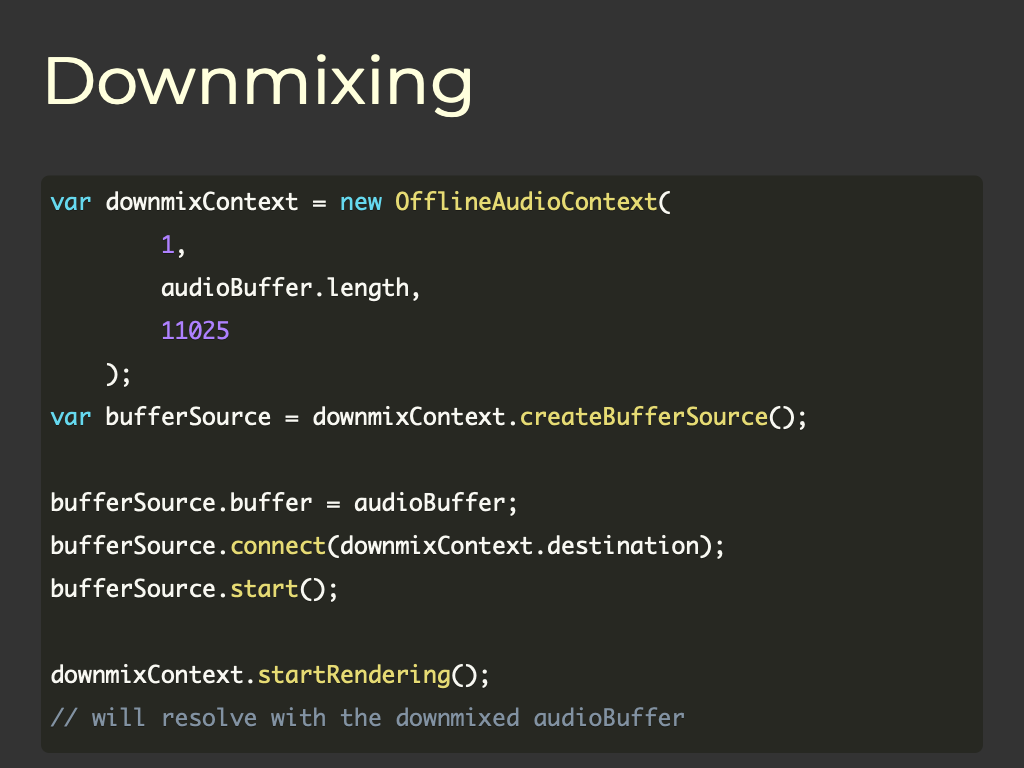 Downmixing
var downmixContext = new OfflineAudioContext(
        1,
        audioBuffer.length,
        11025
    );
var bufferSource = downmixContext.createBufferSource();

bufferSource.buffer = audioBuffer;
bufferSource.connect(downmixContext.destination);
bufferSource.start();

downmixContext.startRendering();
// will resolve with the downmixed audioBuffer